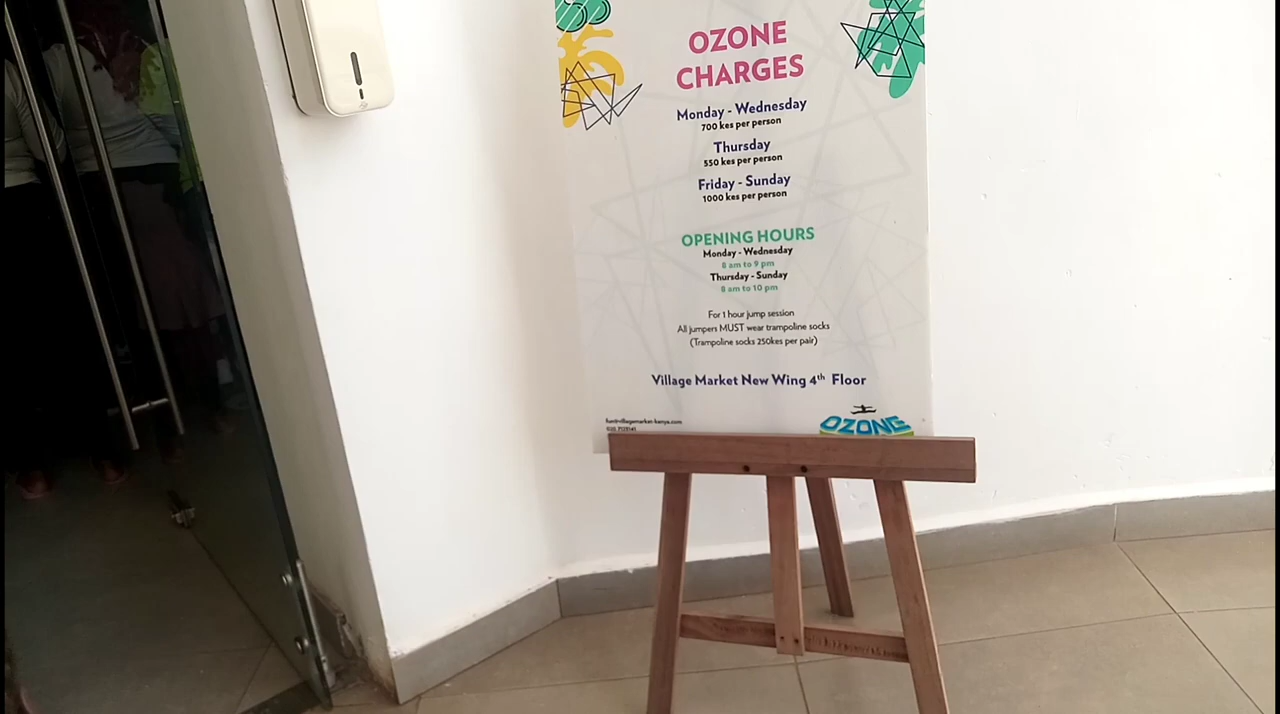 OZONE
CHARGES
Monday - Wednesday
700 kes per person
Thursday
550 kes per person
Friday - Sunday
1000 kes per person
OPENING HOURS
Monday - Wednesday
8 am to 9 pm
Thursday - Sunday
8 am to 10 pm
For 1 hour jump session
All jumpers MUST wear trampoline socks
(Trampoline socks 250kes per pair)
Village Market New Wing 4th Floor
OZONE